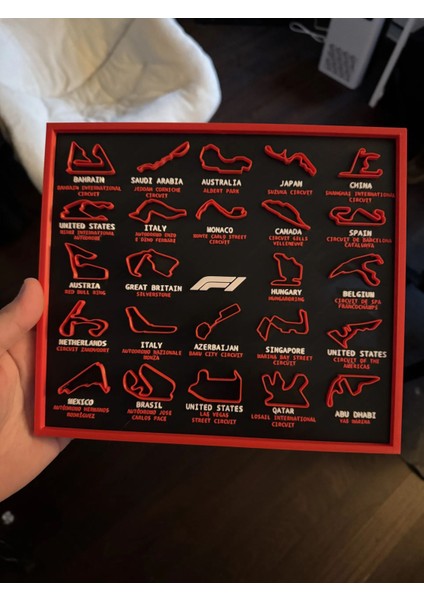 BAHRAIN
BAHRAIN INTERNATIONAL
CIRCUIT
SAUDI ARABIA
JEDDAH CORNICHE
CIRCUIT
AUSTRALIA
ALBERT PARK
JAPAN
SUZUKA CIRCUIT
CHINA
SHANGHAI INTERNATIONAL
CIRCUIT
UNITED STATES
MIAMI INTERNATIONAL
AUTODROME
ITALY
AUTODROMO ENZO
E DINO FERRARI
MONACO
MONTE CARLO STREET
CIRCUIT
CANADA
CIRCUIT GILLES
VILLENEUVE
SPAIN
CIRCUIT DE BARCELONA
CATALUNYA
AUSTRIA
RED BULL RING
GREAT BRITAIN
SILVERSTONE
F1
HUNGARY
HUNGARORING
BELGIUM
CIRCUIT DE SPA
FRANCOCHAMPS
NETHERLANDS
CIRCUIT ZANDVOORT
ITALY
AUTODROMO NAZIONALE
MONZA
AZERBAIJAN
BAKU CITY CIRCUIT
SINGAPORE
MARINA BAY STREET
CIRCUIT
UNITED STATES
CIRCUIT OF THE
AMERICAS
MEXICO
AUTÓDROMO HERMANOS
RODRÍGUEZ
BRASIL
AUTÓDROMO JOSÉ
CARLOS PACE
UNITED STATES
LAS VEGAS
STREET CIRCUIT
QATAR
LOSAIL INTERNATIONAL
CIRCUIT
ABU DHABI
YAS MARINA